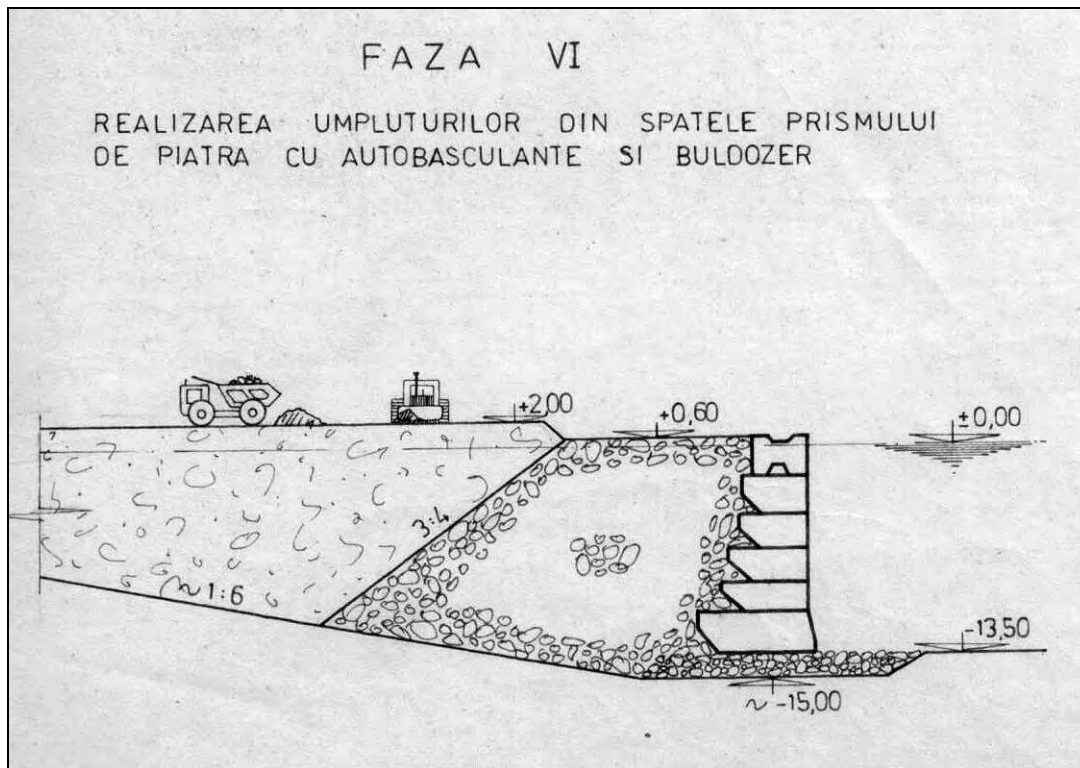 FAZA VI
REALIZAREA UMPLUTURILOR DIN SPATELE PRISMULUI
DE PIATRA CU AUTOBASCULANTE SI BULDOZER
+2,00
+0,60
±0,00
3:4
~1:6
-13,50
~ -15,00